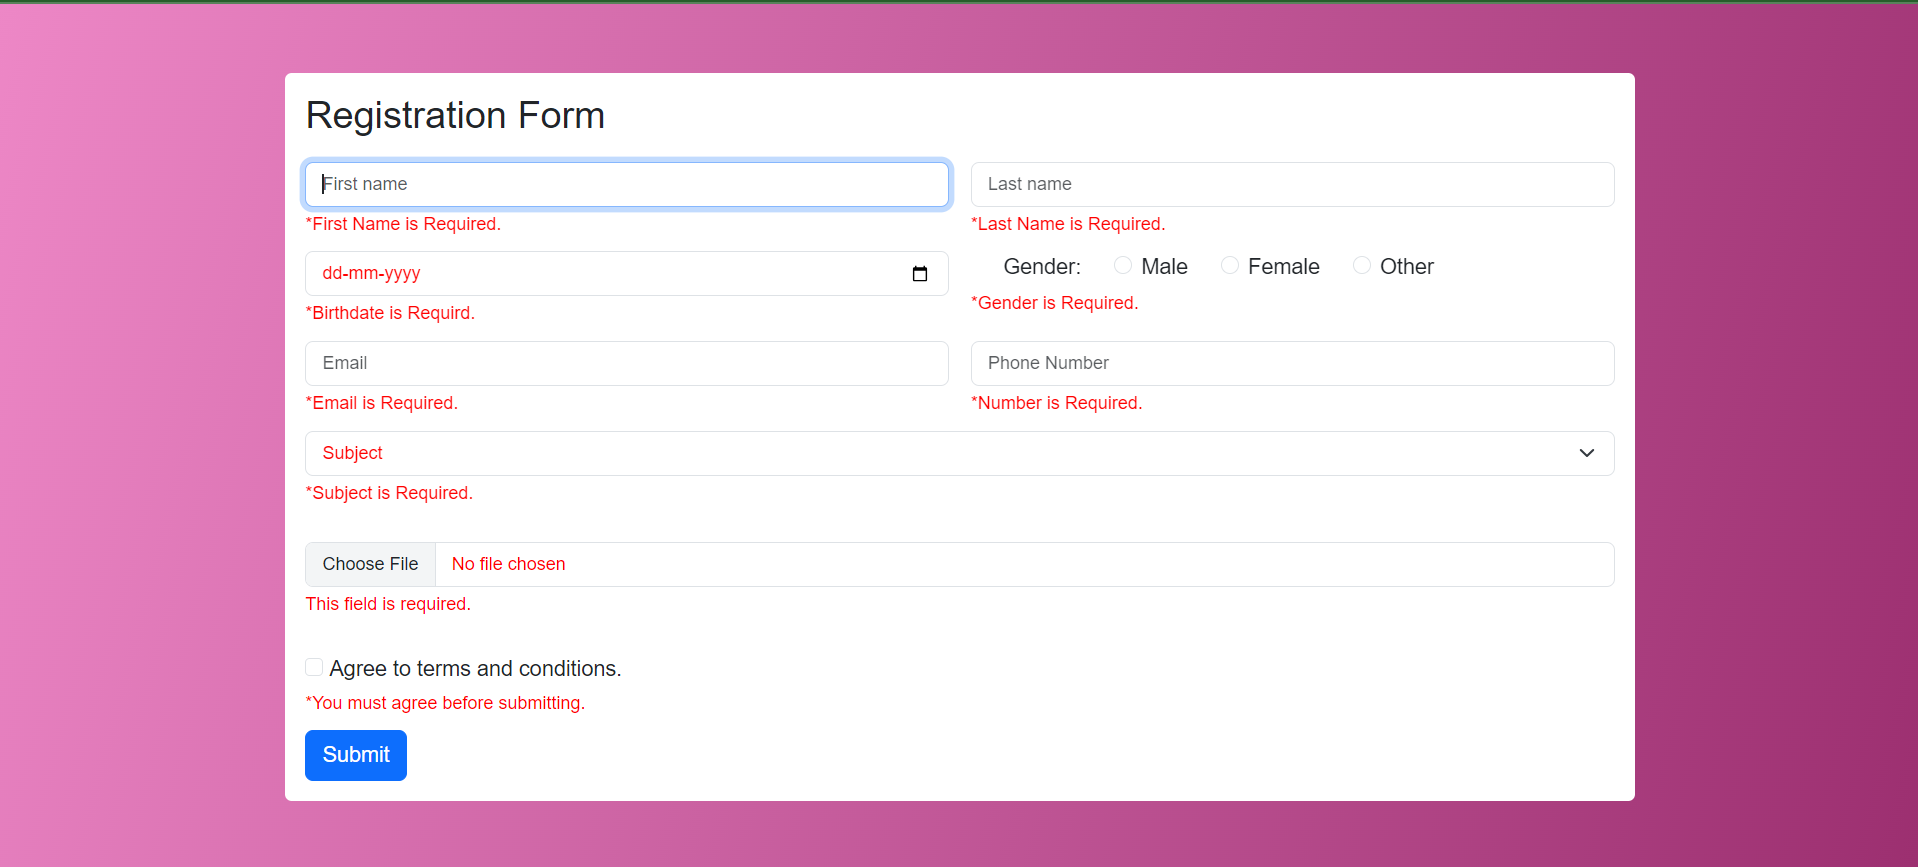 Registration Form
First name
Last name
*First Name is Required.
*Last Name is Required.
dd-mm-yyyy
Gender: Male Female Other
*Birthdate is Requird.
*Gender is Required.
Email
Phone Number
*Email is Required.
*Number is Required.
Subject
*Subject is Required.
Choose File No file chosen
This field is required.
Agree to terms and conditions.
*You must agree before submitting.
Submit